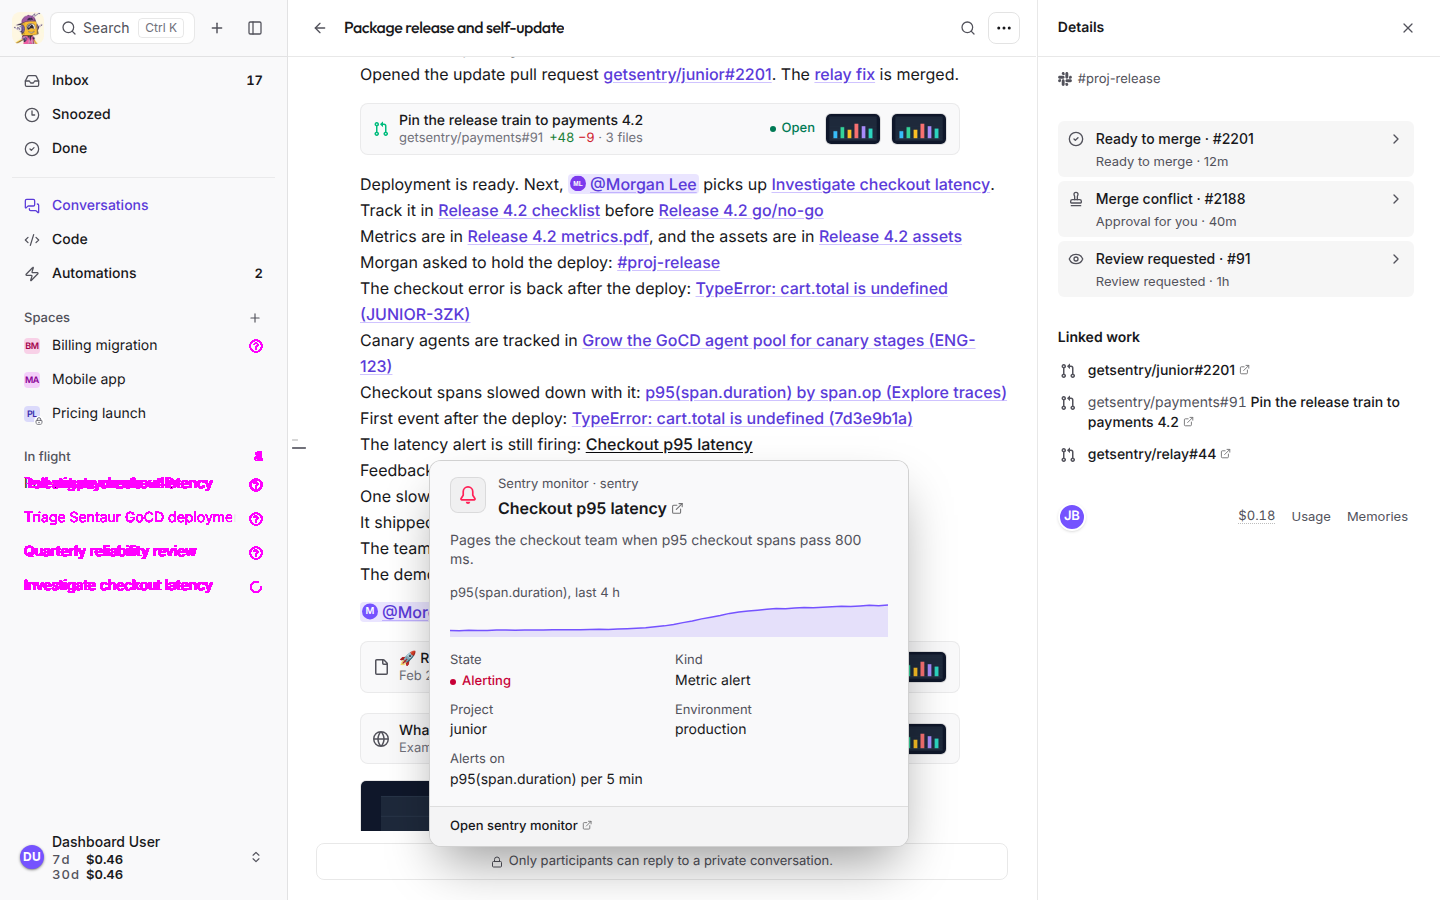 Search Ctrl K
Inbox 17
Snoozed
Done
Conversations
Code
Automations 2
Spaces
BM Billing migration
MA Mobile app
PL Pricing launch
In flight
Triage Sentaur GoCD deployme
Quarterly reliability review
Investigate checkout latency
DU Dashboard User
7d $0.46
30d $0.46
Package release and self-update
Opened the update pull request getsentry/junior#2201. The relay fix is merged.
Pin the release train to payments 4.2
getsentry/payments#91 +48 −9 · 3 files
Open
Deployment is ready. Next, ML @Morgan Lee picks up Investigate checkout latency.
Track it in Release 4.2 checklist before Release 4.2 go/no-go
Metrics are in Release 4.2 metrics.pdf, and the assets are in Release 4.2 assets
Morgan asked to hold the deploy: #proj-release
The checkout error is back after the deploy: TypeError: cart.total is undefined
(JUNIOR-3ZK)
Canary agents are tracked in Grow the GoCD agent pool for canary stages (ENG-
123)
Checkout spans slowed down with it: p95(span.duration) by span.op (Explore traces)
First event after the deploy: TypeError: cart.total is undefined (7d3e9b1a)
The latency alert is still firing: Checkout p95 latency
Feedback
One slow
It shipped
The team
The demo
M @Mor
🚀 R
Feb 2
Wha
Exam
Sentry monitor · sentry
Checkout p95 latency
Pages the checkout team when p95 checkout spans pass 800
ms.
p95(span.duration), last 4 h
State
Alerting
Kind
Metric alert
Project
junior
Environment
production
Alerts on
p95(span.duration) per 5 min
Open sentry monitor
Only participants can reply to a private conversation.
Details
#proj-release
Ready to merge · #2201
Ready to merge · 12m
Merge conflict · #2188
Approval for you · 40m
Review requested · #91
Review requested · 1h
Linked work
getsentry/junior#2201
getsentry/payments#91 Pin the release train to
payments 4.2
getsentry/relay#44
JB $0.18 Usage Memories